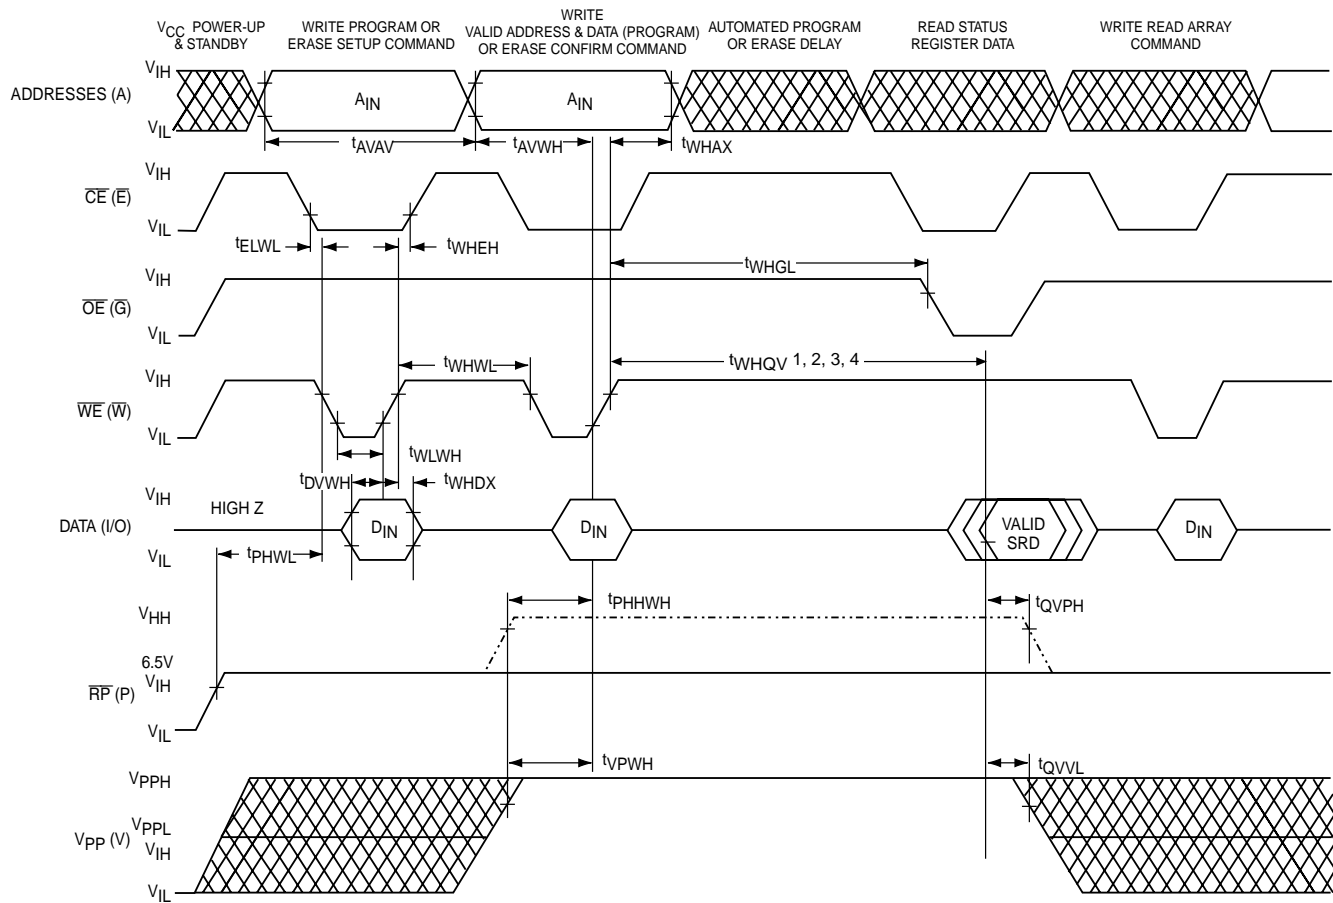 VCC POWER-UP & STANDBY
WRITE PROGRAM OR ERASE SETUP COMMAND
WRITE VALID ADDRESS & DATA (PROGRAM) OR ERASE CONFIRM COMMAND
AUTOMATED PROGRAM OR ERASE DELAY
READ STATUS REGISTER DATA
WRITE READ ARRAY COMMAND
ADDRESSES (A)
VIH
VIL
AIN
AIN
tAVAV
tAVWH
tWHAX
CE (E)
VIH
VIL
tELWL
tWHEH
OE (G)
VIH
VIL
tWHGL
WE (W)
VIH
VIL
tWHWL
tWHQV 1, 2, 3, 4
tWLWH
DATA (I/O)
VIH
VIL
HIGH Z
tDVWH
tWHDX
DIN
DIN
VALID SRD
DIN
tPHWL
VHH
tPHHWH
tQVPH
6.5V
RP (P)
VIH
VIL
VPP (V)
VPPH
VPPL
VIH
VIL
tVPWH
tQVVL